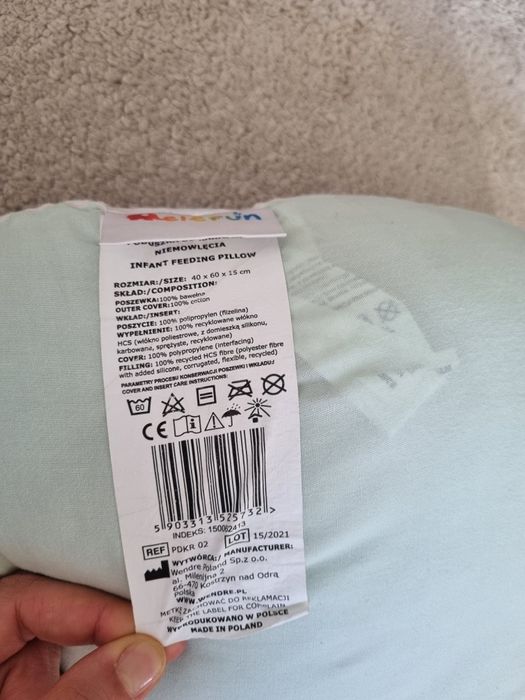 NIEMOWLĘCIA
INFANT FEEDING PILLOW
ROZMIAR:/SIZE: 40 x 60 x 15 cm
SKŁAD:/COMPOSITION:
POSZEWKA:100% bawełna
OUTER COVER:100% cotton
WKŁAD:/INSERT:
POSZYCIE: 100% polipropylen (flizelina)
WYPEŁNIENIE: 100% recyklowane włókno
HCS (włókno poliestrowe, z domieszką silikonu,
karbowane, sprężyste, recyklowane)
COVER: 100% polypropylene (interfacing)
FILLING: 100% recycled HCS fibre (polyester fibre
with added silicone, corrugated, flexible, recycled)
PARAMETRY PROCESU KONSERWACJI POSZEWKI I WKŁADU/
COVER AND INSERT CARE INSTRUCTIONS:
60
CE
5 903313 525732 >
INDEKS: 150062413
REF PDKR 02 LOT 15/2021
WYTWÓRCA:/ MANUFACTURER:
Wendre Poland Sp.z o.o.
al. Milenijna 2
66-470 Kostrzyn nad Odrą
Polska
WWW.WENDRE.PL
METKĘ ZACHOWAĆ DO REKLAMACJI
KEEP THE LABEL FOR COMPLAIN
WYPRODUKOWANO W POLSCE
MADE IN POLAND